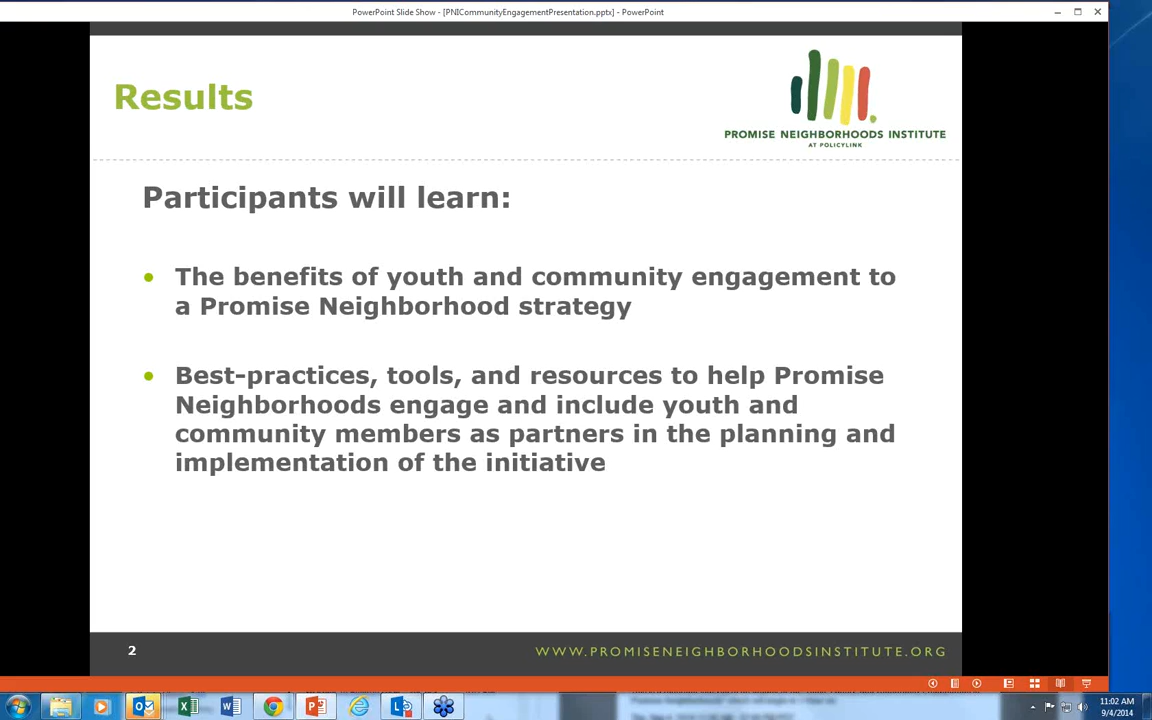 PowerPoint Slide Show - [PNICommunityEngagementPresentation.pptx] - PowerPoint
Results
PROMISE NEIGHBORHOODS INSTITUTE
AT POLICYLINK
Participants will learn:
• The benefits of youth and community engagement to
a Promise Neighborhood strategy
• Best-practices, tools, and resources to help Promise
Neighborhoods engage and include youth and
community members as partners in the planning and
implementation of the initiative
2
WWW.PROMISENEIGHBORHOODSINSTITUTE.ORG
11:02 AM
9/4/2014